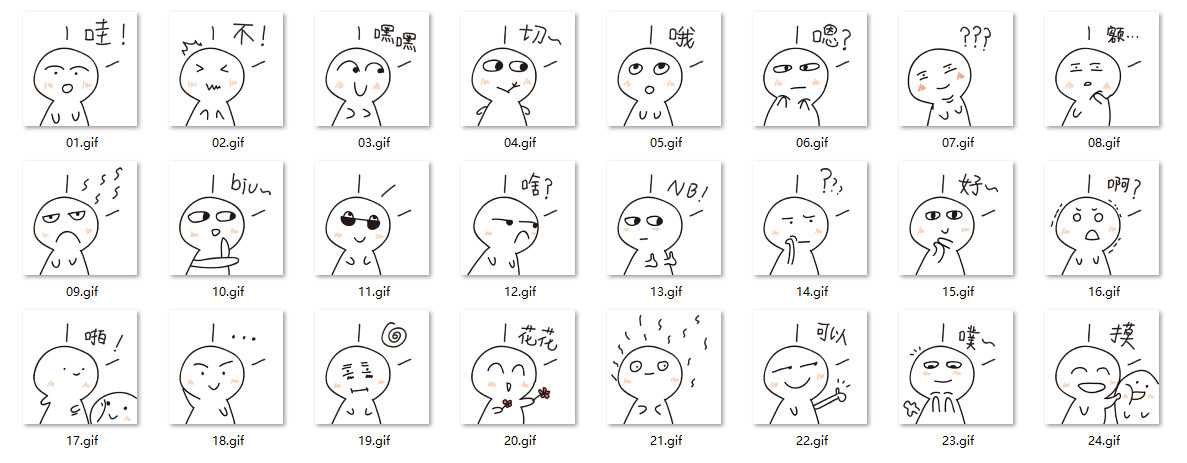 哇!
不!
嘿嘿
切~
哦
嗯?
???
额...
01.gif
02.gif
03.gif
04.gif
05.gif
06.gif
07.gif
08.gif
biu~
啥?
NB!
???
好~
啊?
09.gif
10.gif
11.gif
12.gif
13.gif
14.gif
15.gif
16.gif
啪!
...
花花
可以
噗~
摸
17.gif
18.gif
19.gif
20.gif
21.gif
22.gif
23.gif
24.gif